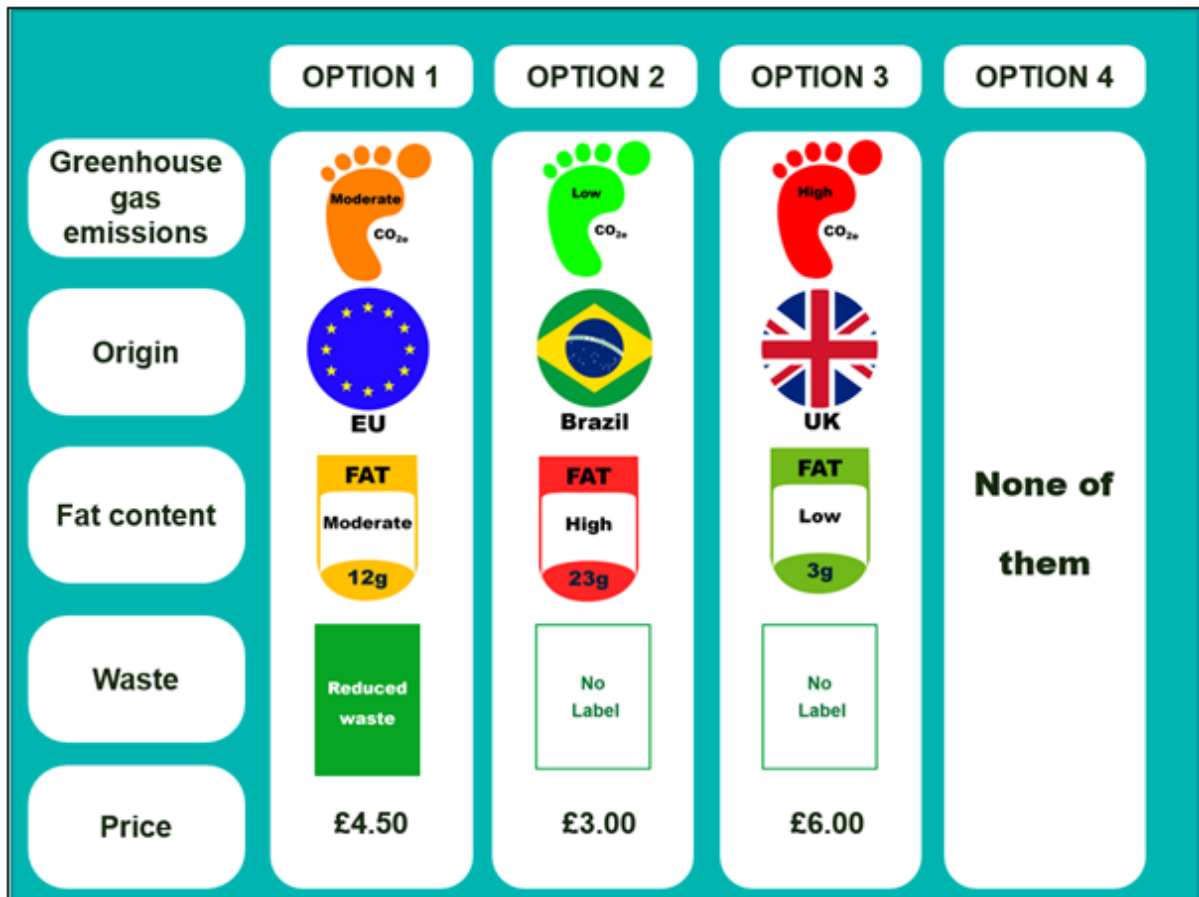 OPTION 1
OPTION 2
OPTION 3
OPTION 4
Greenhouse
gas
emissions
Moderate
CO2e
Low
CO2e
High
CO2e
Origin
EU
Brazil
UK
Fat content
FAT
Moderate
12g
FAT
High
23g
FAT
Low
3g
None of
them
Waste
Reduced
waste
No
Label
No
Label
Price
£4.50
£3.00
£6.00